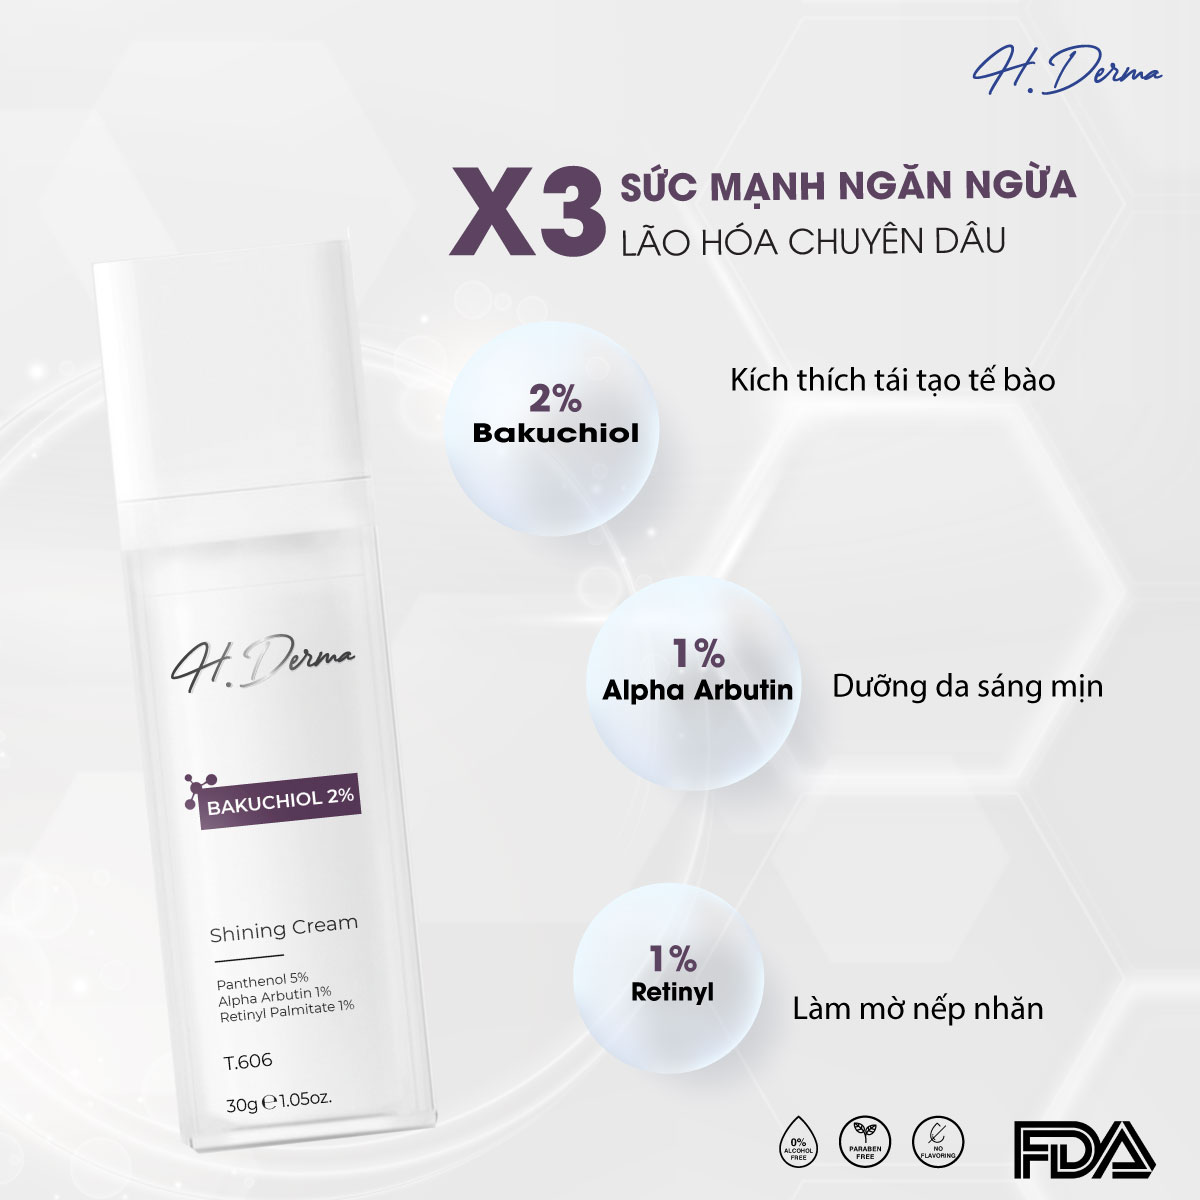 H. Derma
X3 SỨC MẠNH NGĂN NGỪA
LÃO HÓA CHUYÊN DÂU
2%
Bakuchiol
Kích thích tái tạo tế bào
1%
Alpha Arbutin
Dưỡng da sáng mịn
1%
Retinyl
Làm mờ nếp nhăn
H. Derma
BAKUCHIOL 2%
Shining Cream
Panthenol 5%
Alpha Arbutin 1%
Retinyl Palmitate 1%
T.606
30g ℮ 1.05oz.
0%
ALCOHOL
FREE
PARABEN
FREE
NO
FLAVORING
FDA